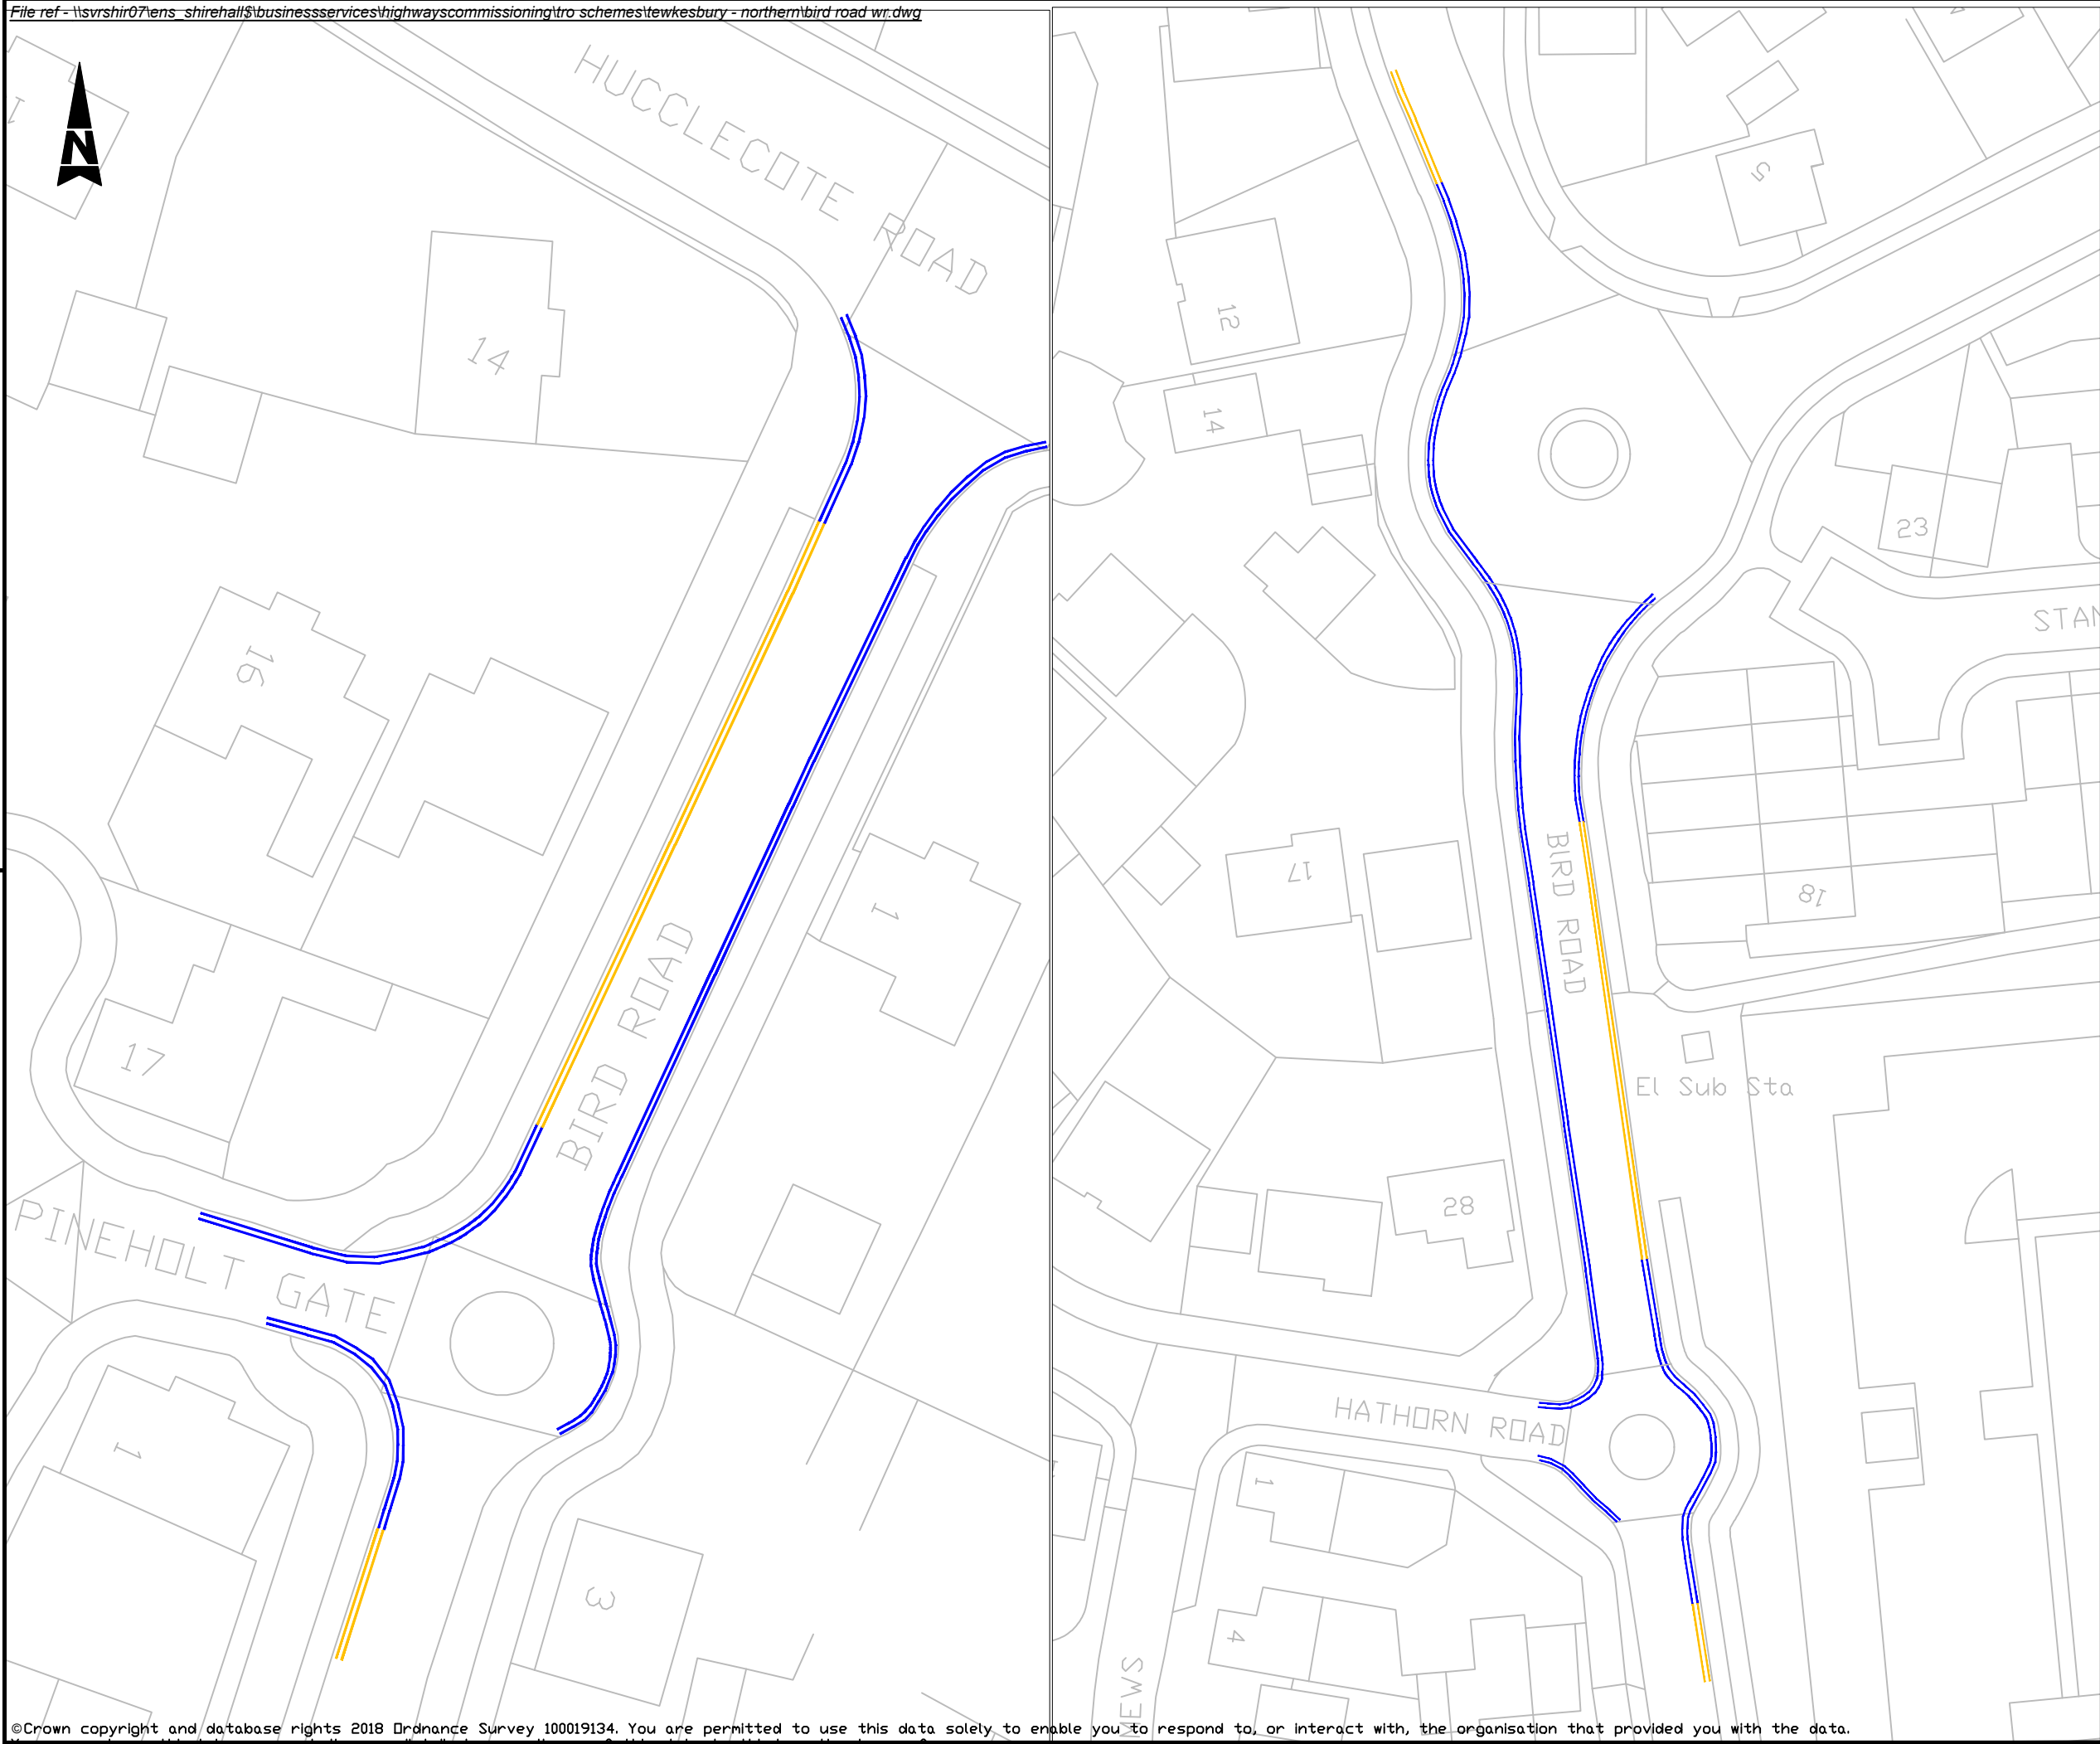 File ref - \\svrshir07\ens_shirehall$\businessservices\highwayscommissioning\tro schemes\tewkesbury - northern\bird road wr.dwg
N
HUCCLECOTE ROAD
14
16
17
BIRD ROAD
1
PINEHOLT GATE
1
3
2
12
14
23
STAN
17
BIRD ROAD
18
El Sub Sta
28
HATHORN ROAD
1
4
MEWS
©Crown copyright and database rights 2018 Ordnance Survey 100019134. You are permitted to use this data solely to enable you to respond to, or interact with, the organisation that provided you with the data.